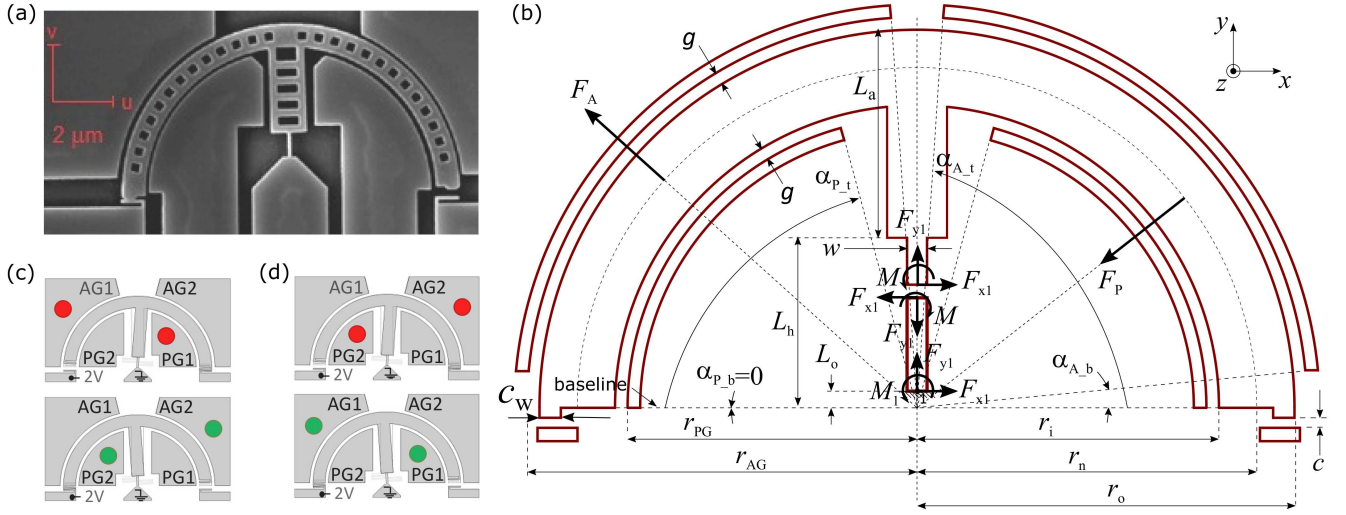 (a)
v
u
2 μm
(b)
g
L_a
F_A
y
x
z
α_P_t
g
α_A_t
F_y1
w
M
F_x1
F_x1
M
F_P
L_h
F_y1
L_o
F_y1
α_P_b=0
α_A_b
baseline
M_1
F_x1
c_w
r_PG
r_i
r_AG
r_n
c
r_o
(c)
AG1
AG2
PG2
PG1
2V
AG1
AG2
PG2
PG1
2V
(d)
AG1
AG2
PG2
PG1
2V
AG1
AG2
PG2
PG1
2V